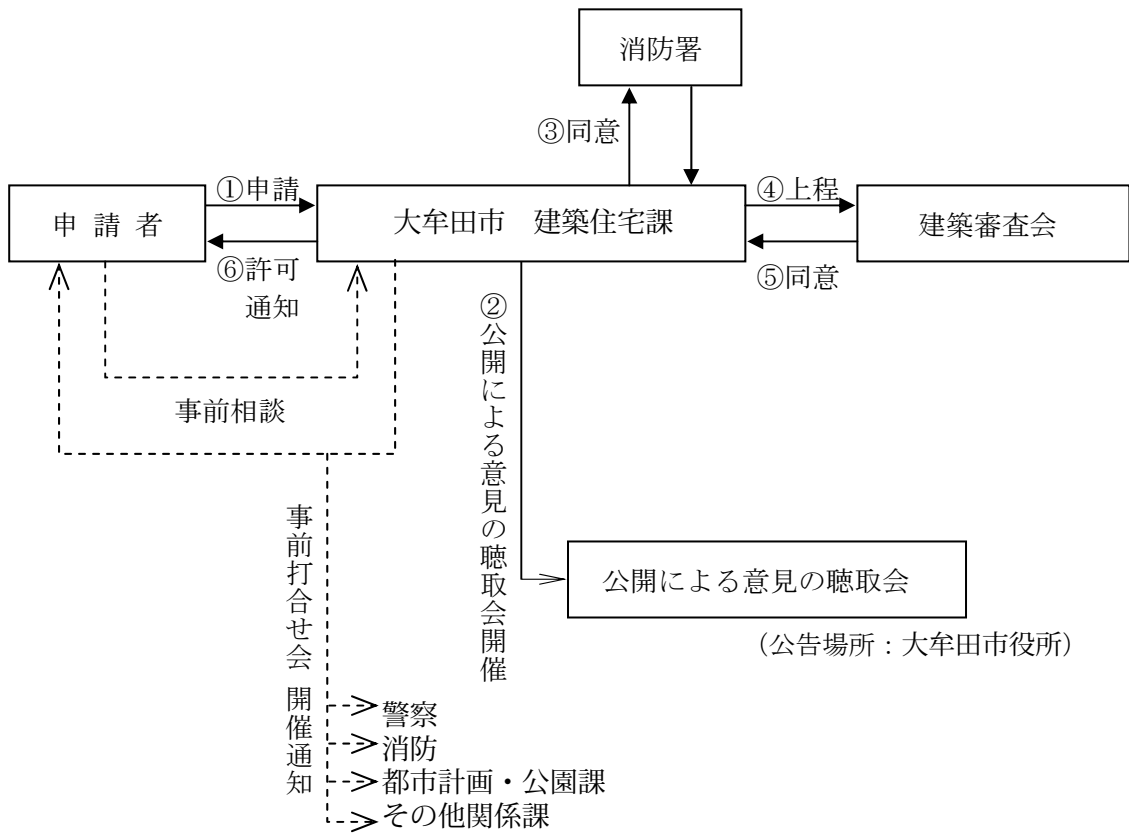 消防署
③同意
①申請
④上程
申 請 者
大牟田市　建築住宅課
建築審査会
⑥許可
通知
⑤同意
②公開による意見の聴取会開催
事前相談
事前打合せ会 開催通知
公開による意見の聴取会
（公告場所：大牟田市役所）
警察
消防
都市計画・公園課
その他関係課